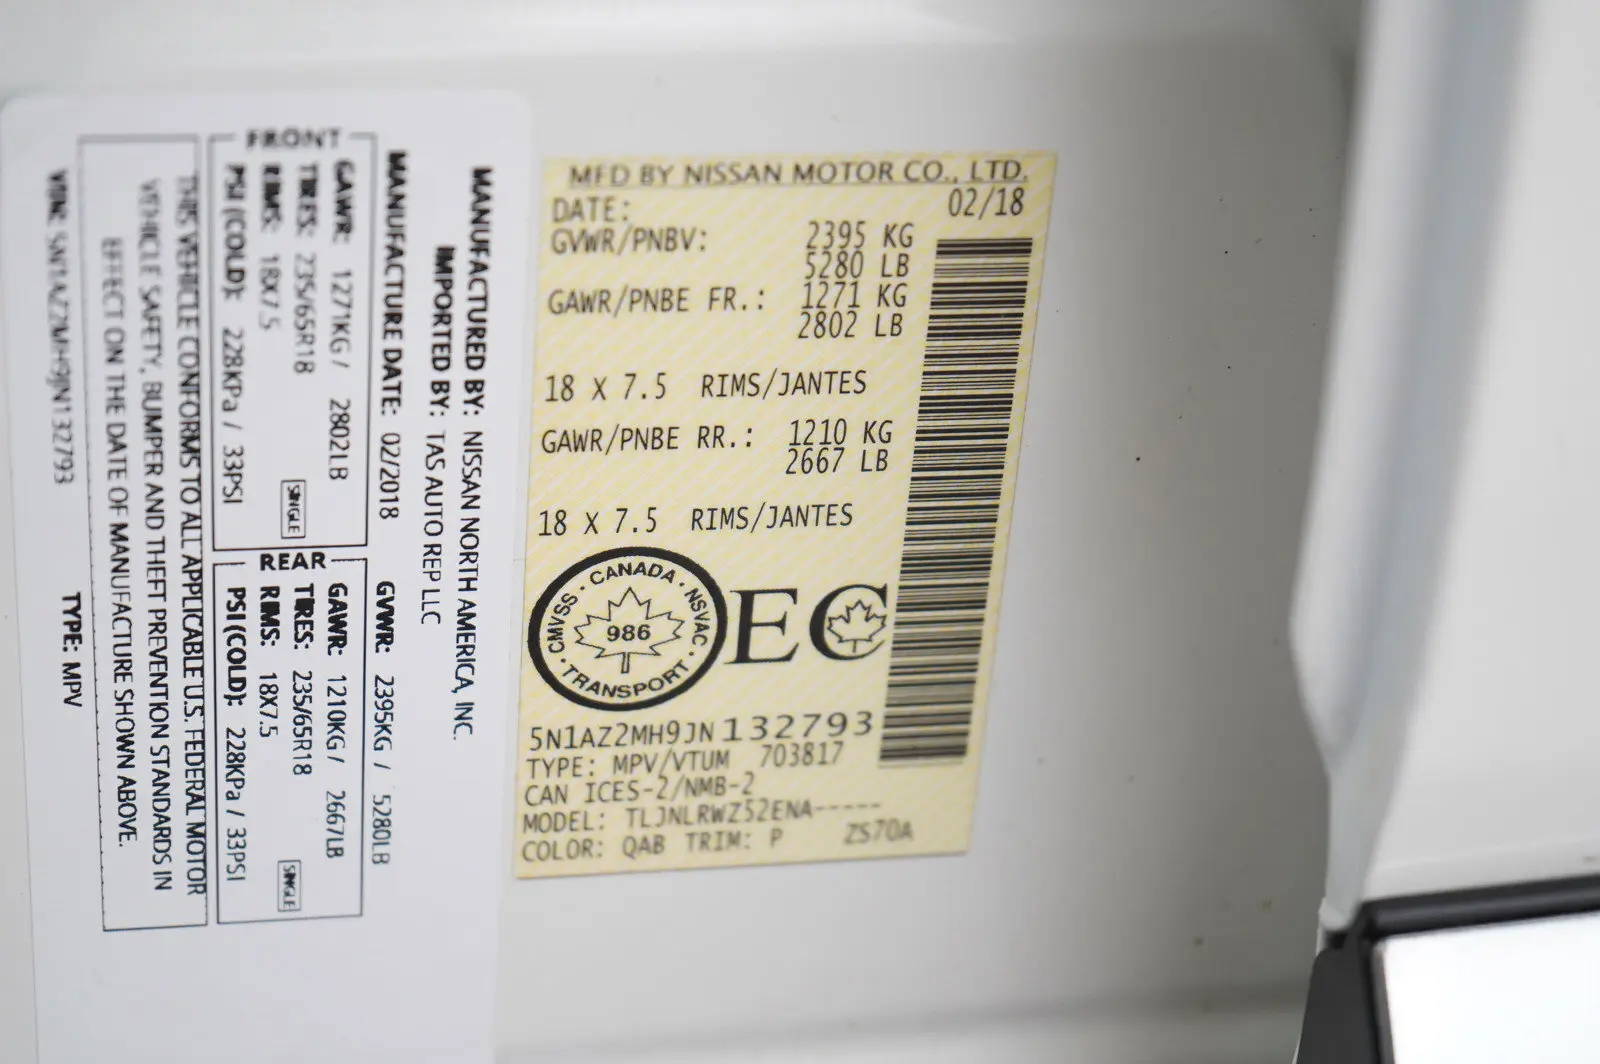 MANUFACTURED BY: NISSAN NORTH AMERICA, INC.
IMPORTED BY: TAS AUTO REP LLC
MANUFACTURE DATE: 02/2018 GVWR: 2395KG / 5280LB
FRONT
GAWR: 1271KG / 2802LB
TIRES: 235/65R18
RIMS: 18X7.5 SINGLE
PSI (COLD): 228KPa / 33PSI
REAR
GAWR: 1210KG / 2667LB
TIRES: 235/65R18
RIMS: 18X7.5 SINGLE
PSI (COLD): 228KPa / 33PSI
THIS VEHICLE CONFORMS TO ALL APPLICABLE U.S. FEDERAL MOTOR
VEHICLE SAFETY, BUMPER AND THEFT PREVENTION STANDARDS IN
EFFECT ON THE DATE OF MANUFACTURE SHOWN ABOVE.
VIN: 5N1AZ2MH9JN132793 TYPE: MPV
MFD BY NISSAN MOTOR CO., LTD.
DATE: 02/18
GVWR/PNBV: 2395 KG
5280 LB
GAWR/PNBE FR.: 1271 KG
2802 LB
18 X 7.5 RIMS/JANTES
GAWR/PNBE RR.: 1210 KG
2667 LB
18 X 7.5 RIMS/JANTES
CMVSS · CANADA · NSVAC · TRANSPORT ·
986
EC
5N1AZ2MH9JN132793
TYPE: MPV/VTUM 703817
CAN ICES-2/NMB-2
MODEL: TLJNLRWZ52ENA-----
COLOR: QAB TRIM: P ZS70A